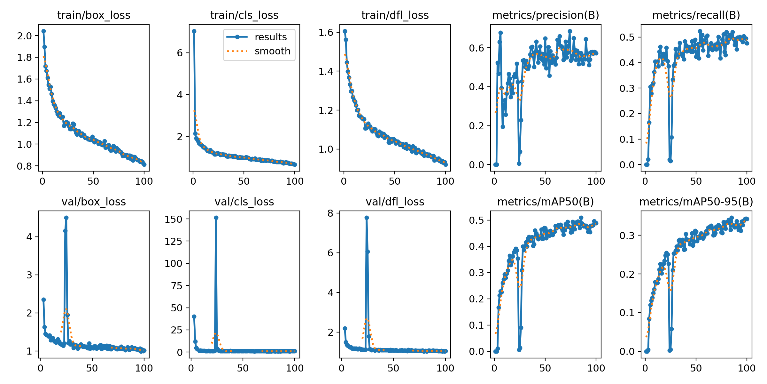 train/box_loss
train/cls_loss
train/dfl_loss
metrics/precision(B)
metrics/recall(B)
2.0
1.8
1.6
1.4
1.2
1.0
0.8
0 50 100
6
4
2
0 50 100
results
smooth
1.6
1.4
1.2
1.0
0 50 100
0.6
0.4
0.2
0.0
0 50 100
0.5
0.4
0.3
0.2
0.1
0.0
0 50 100
val/box_loss
val/cls_loss
val/dfl_loss
metrics/mAP50(B)
metrics/mAP50-95(B)
4
3
2
1
0 50 100
150
125
100
75
50
25
0
0 50 100
8
6
4
2
0 50 100
0.5
0.4
0.3
0.2
0.1
0.0
0 50 100
0.3
0.2
0.1
0.0
0 50 100